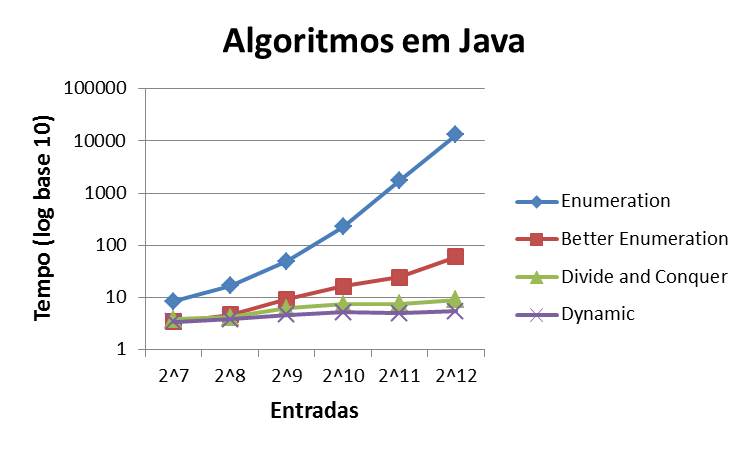 Algoritmos em Java
Tempo (log base 10)
100000
10000
1000
100
10
1
2^7 2^8 2^9 2^10 2^11 2^12
Entradas
Enumeration
Better Enumeration
Divide and Conquer
Dynamic